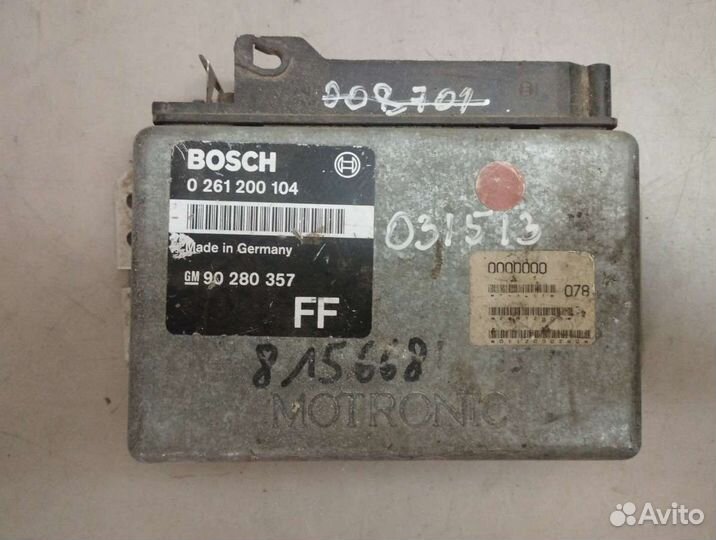 008701
BOSCH
0 261 200 104
Made in Germany
GM 90 280 357
FF
031513
0000000
078
815668
MOTRONIC
Avito